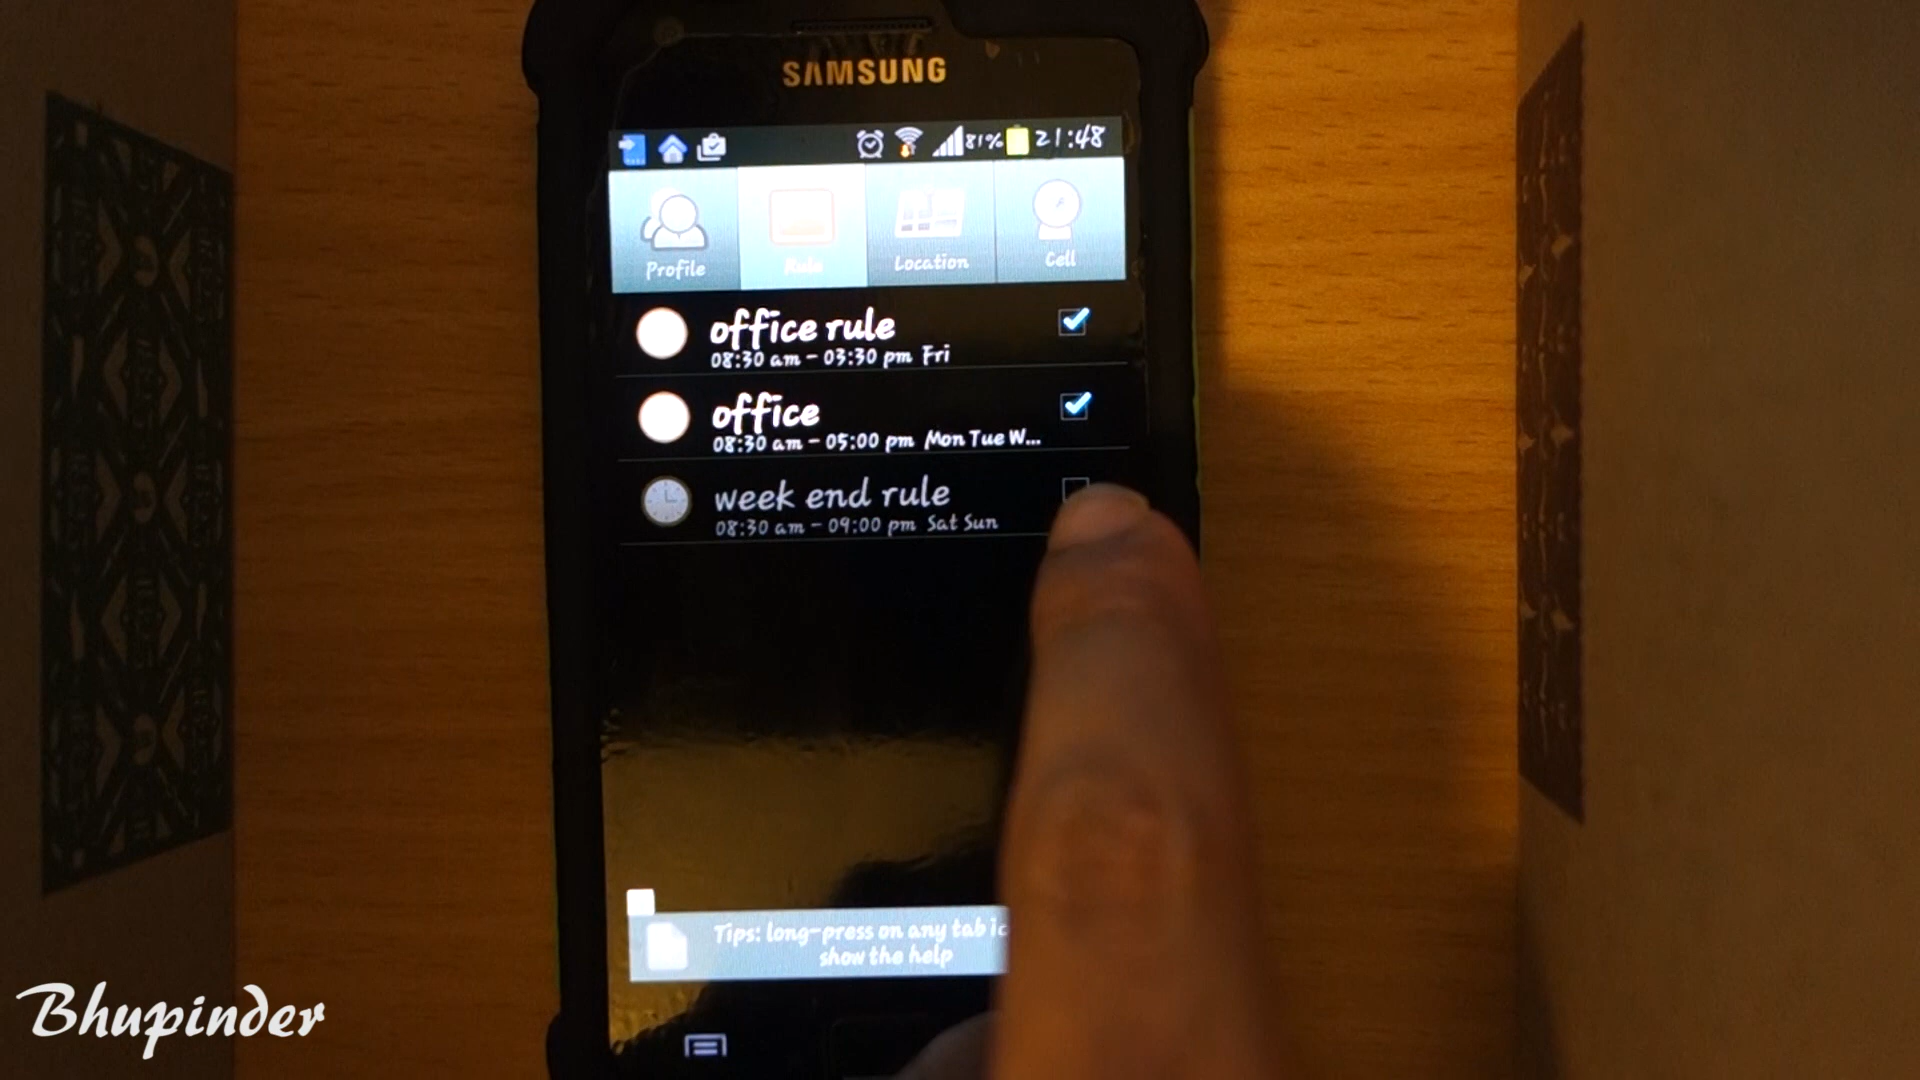 SAMSUNG
81% 21:48
Profile
Rule
Location
Cell
office rule
08:30 am - 03:30 pm Fri
office
08:30 am - 05:00 pm Mon Tue W...
week end rule
08:30 am - 09:00 pm Sat Sun
Tips: long-press on any tab ic
show the help
Bhupinder